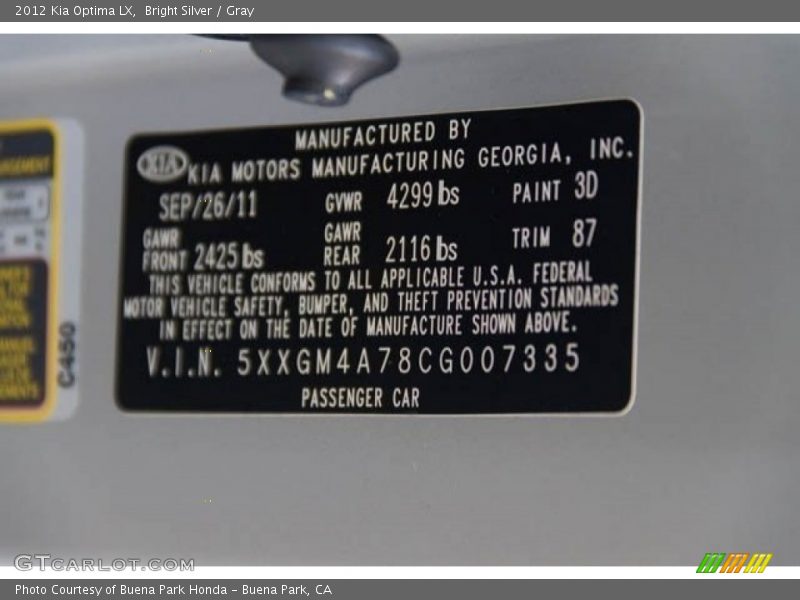 2012 Kia Optima LX, Bright Silver / Gray
MANUFACTURED BY
KIA KIA MOTORS MANUFACTURING GEORGIA, INC.
SEP/26/11 GVWR 4299 lbs PAINT 3D
GAWR FRONT 2425 lbs GAWR REAR 2116 lbs TRIM 87
THIS VEHICLE CONFORMS TO ALL APPLICABLE U.S.A. FEDERAL
MOTOR VEHICLE SAFETY, BUMPER, AND THEFT PREVENTION STANDARDS
IN EFFECT ON THE DATE OF MANUFACTURE SHOWN ABOVE.
V.I.N. 5XXGM4A78CG007335
PASSENGER CAR
C450
GTCARLOT.COM
Photo Courtesy of Buena Park Honda - Buena Park, CA